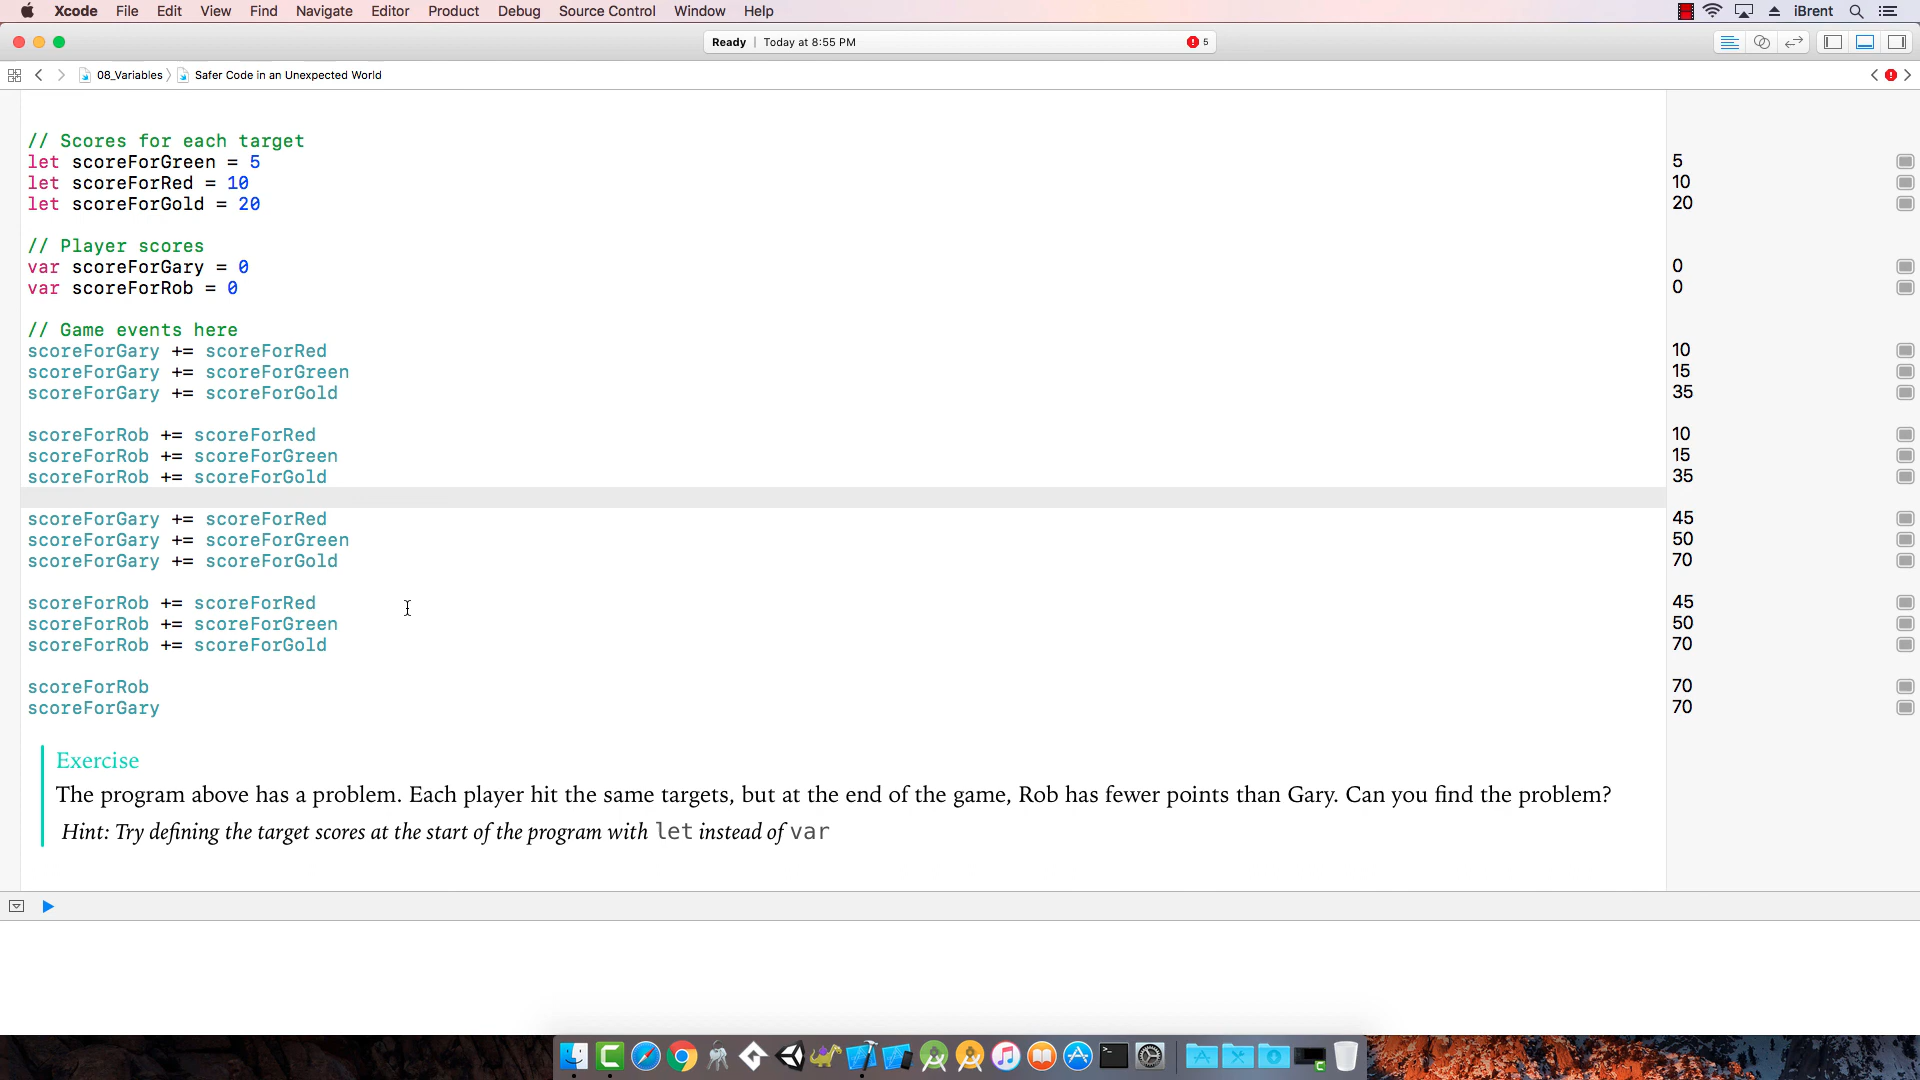 Xcode File Edit View Find Navigate Editor Product Debug Source Control Window Help iBrent
Ready | Today at 8:55 PM 5
08_Variables Safer Code in an Unexpected World
// Scores for each target
let scoreForGreen = 5 5
let scoreForRed = 10 10
let scoreForGold = 20 20
// Player scores
var scoreForGary = 0 0
var scoreForRob = 0 0
// Game events here
scoreForGary += scoreForRed 10
scoreForGary += scoreForGreen 15
scoreForGary += scoreForGold 35
scoreForRob += scoreForRed 10
scoreForRob += scoreForGreen 15
scoreForRob += scoreForGold 35
scoreForGary += scoreForRed 45
scoreForGary += scoreForGreen 50
scoreForGary += scoreForGold 70
scoreForRob += scoreForRed 45
scoreForRob += scoreForGreen 50
scoreForRob += scoreForGold 70
scoreForRob 70
scoreForGary 70
Exercise
The program above has a problem. Each player hit the same targets, but at the end of the game, Rob has fewer points than Gary. Can you find the problem?
Hint: Try defining the target scores at the start of the program with let instead of var